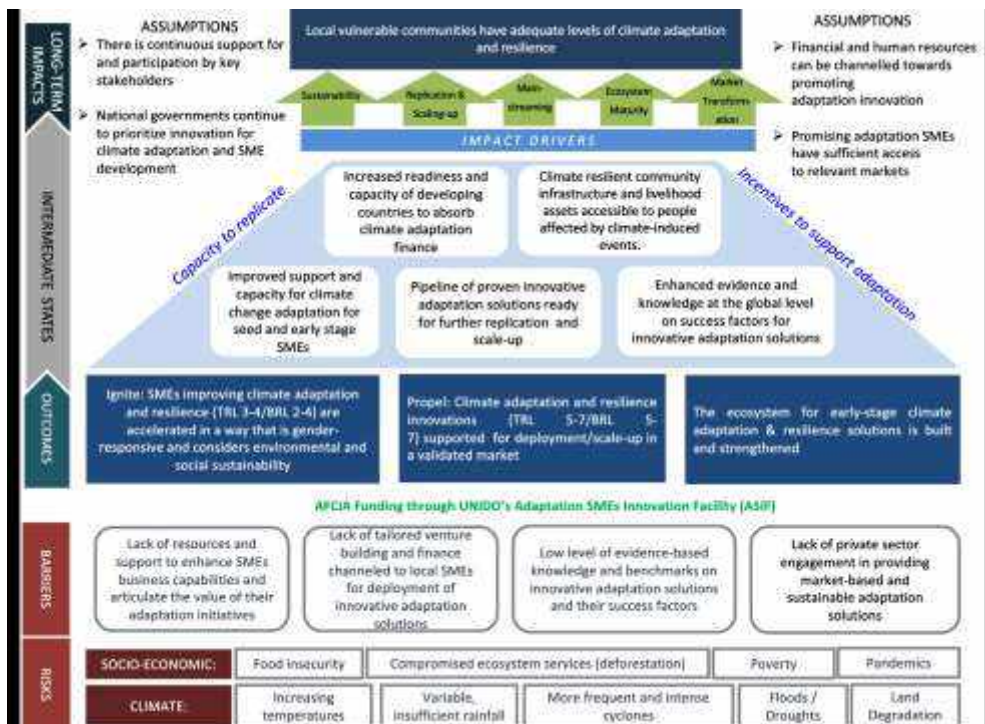 ASSUMPTIONS
➤ There is continuous support for
and participation by key
stakeholders
➤ National governments continue
to prioritize innovation for
climate adaptation and SME
development
LONG-TERM
IMPACTS
Local vulnerable communities have adequate levels of climate adaptation
and resilience
Sustainability
Replication &
Scaling-up
Main-
streaming
Ecosystem
Maturity
Market
Transform-
ation
IMPACT DRIVERS
ASSUMPTIONS
➤ Financial and human resources
can be channelled towards
promoting
adaptation innovation
➤ Promising adaptation SMEs
have sufficient access
to relevant markets
INTERMEDIATE STATES
Capacity to replicate
Incentives to support adaptation
Increased readiness and
capacity of developing
countries to absorb
climate adaptation
finance
Climate resilient community
infrastructure and livelihood
assets accessible to people
affected by climate-induced
events.
Improved support and
capacity for climate
change adaptation for
seed and early stage
SMEs
Pipeline of proven innovative
adaptation solutions ready
for further replication and
scale-up
Enhanced evidence and
knowledge at the global level
on success factors for
innovative adaptation solutions
OUTCOMES
Ignite: SMEs improving climate adaptation
and resilience (TRL 3-4/BRL 2-4) are
accelerated in a way that is gender-
responsive and considers environmental and
social sustainability
Propel: Climate adaptation and resilience
innovations (TRL 5-7/BRL 5-
7) supported for deployment/scale-up in
a validated market
The ecosystem for early-stage climate
adaptation & resilience solutions is built
and strengthened
AFCIA Funding through UNIDO's Adaptation SMEs Innovation Facility (ASIF)
BARRIERS
Lack of resources and
support to enhance SMEs
business capabilities and
articulate the value of their
adaptation initiatives
Lack of tailored venture
building and finance
channeled to local SMEs
for deployment of
innovative adaptation
solutions
Low level of evidence-based
knowledge and benchmarks on
innovative adaptation solutions
and their success factors
Lack of private sector
engagement in providing
market-based and
sustainable adaptation
solutions
RISKS
SOCIO-ECONOMIC:
Food insecurity
Compromised ecosystem services (deforestation)
Poverty
Pandemics
CLIMATE:
Increasing
temperatures
Variable,
insufficient rainfall
More frequent and intense
cyclones
Floods /
Droughts
Land
Degradation